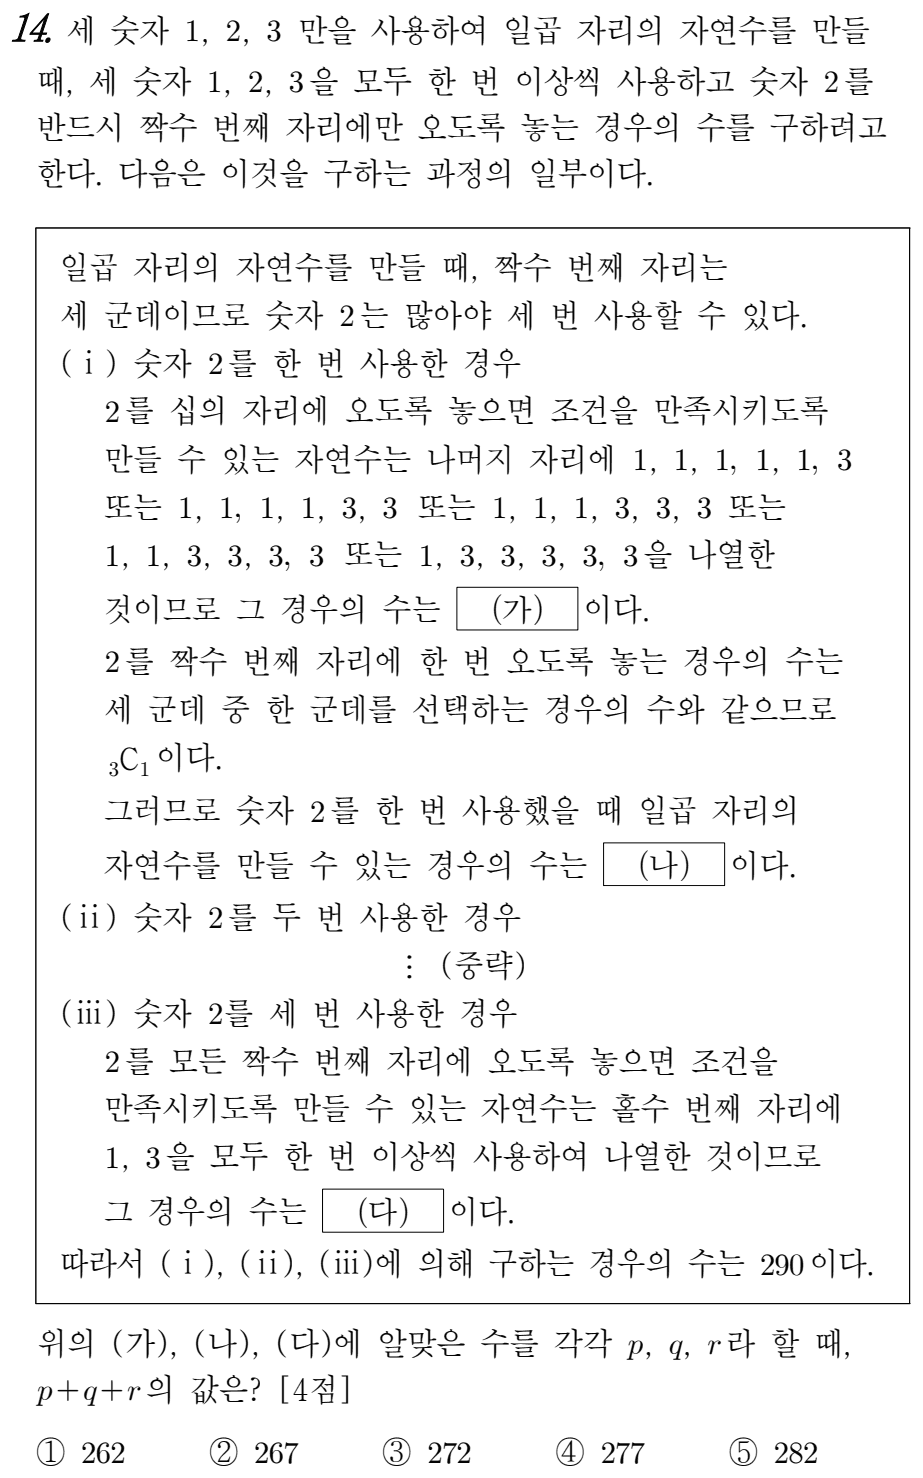 14. 세 숫자 1, 2, 3 만을 사용하여 일곱 자리의 자연수를 만들
때, 세 숫자 1, 2, 3을 모두 한 번 이상씩 사용하고 숫자 2를
반드시 짝수 번째 자리에만 오도록 놓는 경우의 수를 구하려고
한다. 다음은 이것을 구하는 과정의 일부이다.
일곱 자리의 자연수를 만들 때, 짝수 번째 자리는
세 군데이므로 숫자 2는 많아야 세 번 사용할 수 있다.
(ⅰ) 숫자 2를 한 번 사용한 경우
2를 십의 자리에 오도록 놓으면 조건을 만족시키도록
만들 수 있는 자연수는 나머지 자리에 1, 1, 1, 1, 1, 3
또는 1, 1, 1, 1, 3, 3 또는 1, 1, 1, 3, 3, 3 또는
1, 1, 3, 3, 3, 3 또는 1, 3, 3, 3, 3, 3을 나열한
것이므로 그 경우의 수는 (가) 이다.
2를 짝수 번째 자리에 한 번 오도록 놓는 경우의 수는
세 군데 중 한 군데를 선택하는 경우의 수와 같으므로
₃C₁이다.
그러므로 숫자 2를 한 번 사용했을 때 일곱 자리의
자연수를 만들 수 있는 경우의 수는 (나) 이다.
(ⅱ) 숫자 2를 두 번 사용한 경우
⋮ (중략)
(ⅲ) 숫자 2를 세 번 사용한 경우
2를 모든 짝수 번째 자리에 오도록 놓으면 조건을
만족시키도록 만들 수 있는 자연수는 홀수 번째 자리에
1, 3을 모두 한 번 이상씩 사용하여 나열한 것이므로
그 경우의 수는 (다) 이다.
따라서 (ⅰ), (ⅱ), (ⅲ)에 의해 구하는 경우의 수는 290이다.
위의 (가), (나), (다)에 알맞은 수를 각각 p, q, r라 할 때,
p+q+r의 값은? [4점]
① 262 ② 267 ③ 272 ④ 277 ⑤ 282